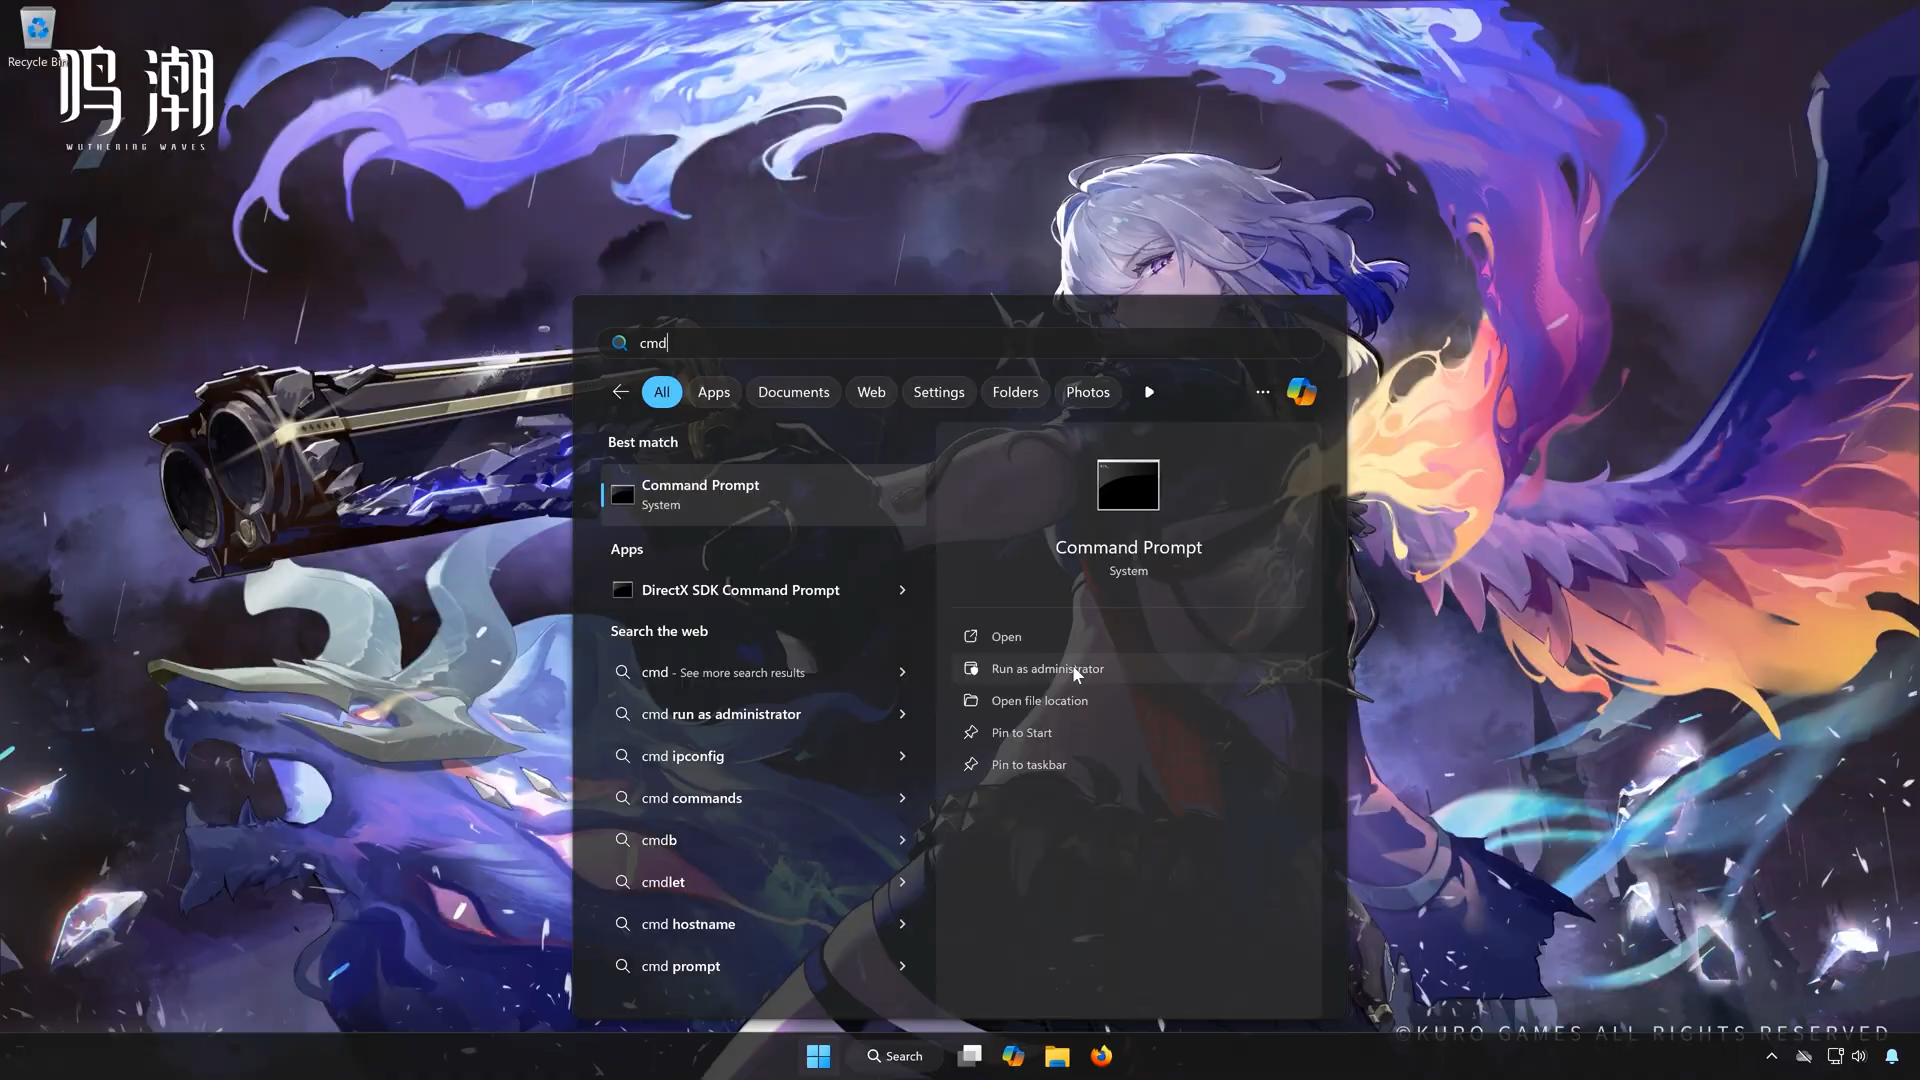 Recycle Bin
鸣潮
WUTHERING WAVES
cmd
All
Apps
Documents
Web
Settings
Folders
Photos
Best match
Command Prompt
System
Apps
DirectX SDK Command Prompt
Search the web
cmd - See more search results
cmd run as administrator
cmd ipconfig
cmd commands
cmdb
cmdlet
cmd hostname
cmd prompt
Command Prompt
System
Open
Run as administrator
Open file location
Pin to Start
Pin to taskbar
©KURO GAMES ALL RIGHTS RESERVED
Search